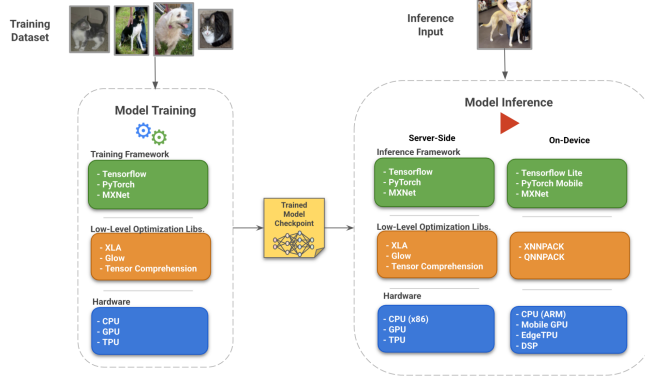 Training
Dataset
Inference
Input
Model Training
Training Framework
- Tensorflow
- PyTorch
- MXNet
Low-Level Optimization Libs.
- XLA
- Glow
- Tensor Comprehension
Hardware
- CPU
- GPU
- TPU
Trained
Model
Checkpoint
Model Inference
Server-Side
On-Device
Inference Framework
- Tensorflow
- PyTorch
- MXNet
- Tensorflow Lite
- PyTorch Mobile
- MXNet
Low-Level Optimization Libs.
- XLA
- Glow
- Tensor Comprehension
- XNNPACK
- QNNPACK
Hardware
- CPU (x86)
- GPU
- TPU
- CPU (ARM)
- Mobile GPU
- EdgeTPU
- DSP